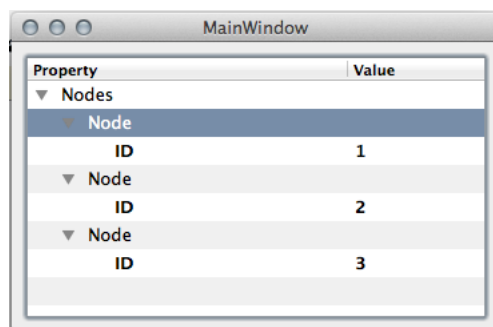 MainWindow
Property Value
Nodes
Node
ID 1
Node
ID 2
Node
ID 3